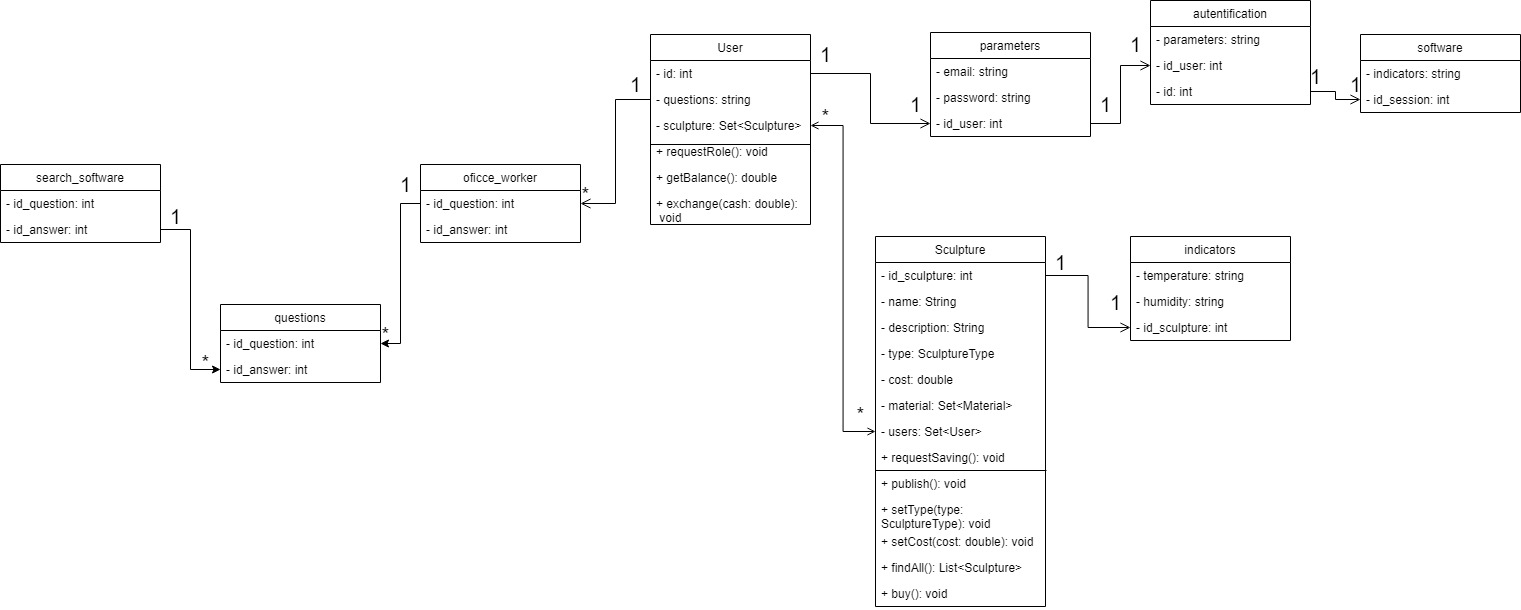 autentification
- parameters: string
- id_user: int
- id: int
software
- indicators: string
- id_session: int
parameters
- email: string
- password: string
- id_user: int
User
- id: int
- questions: string
- sculpture: Set<Sculpture>
+ requestRole(): void
+ getBalance(): double
+ exchange(cash: double):
void
1
1
1
1
1
1
1
*
*
oficce_worker
- id_question: int
- id_answer: int
1
*
search_software
- id_question: int
- id_answer: int
1
*
questions
- id_question: int
- id_answer: int
*
Sculpture
- id_sculpture: int
- name: String
- description: String
- type: SculptureType
- cost: double
- material: Set<Material>
- users: Set<User>
+ requestSaving(): void
+ publish(): void
+ setType(type:
SculptureType): void
+ setCost(cost: double): void
+ findAll(): List<Sculpture>
+ buy(): void
*
1
1
indicators
- temperature: string
- humidity: string
- id_sculpture: int